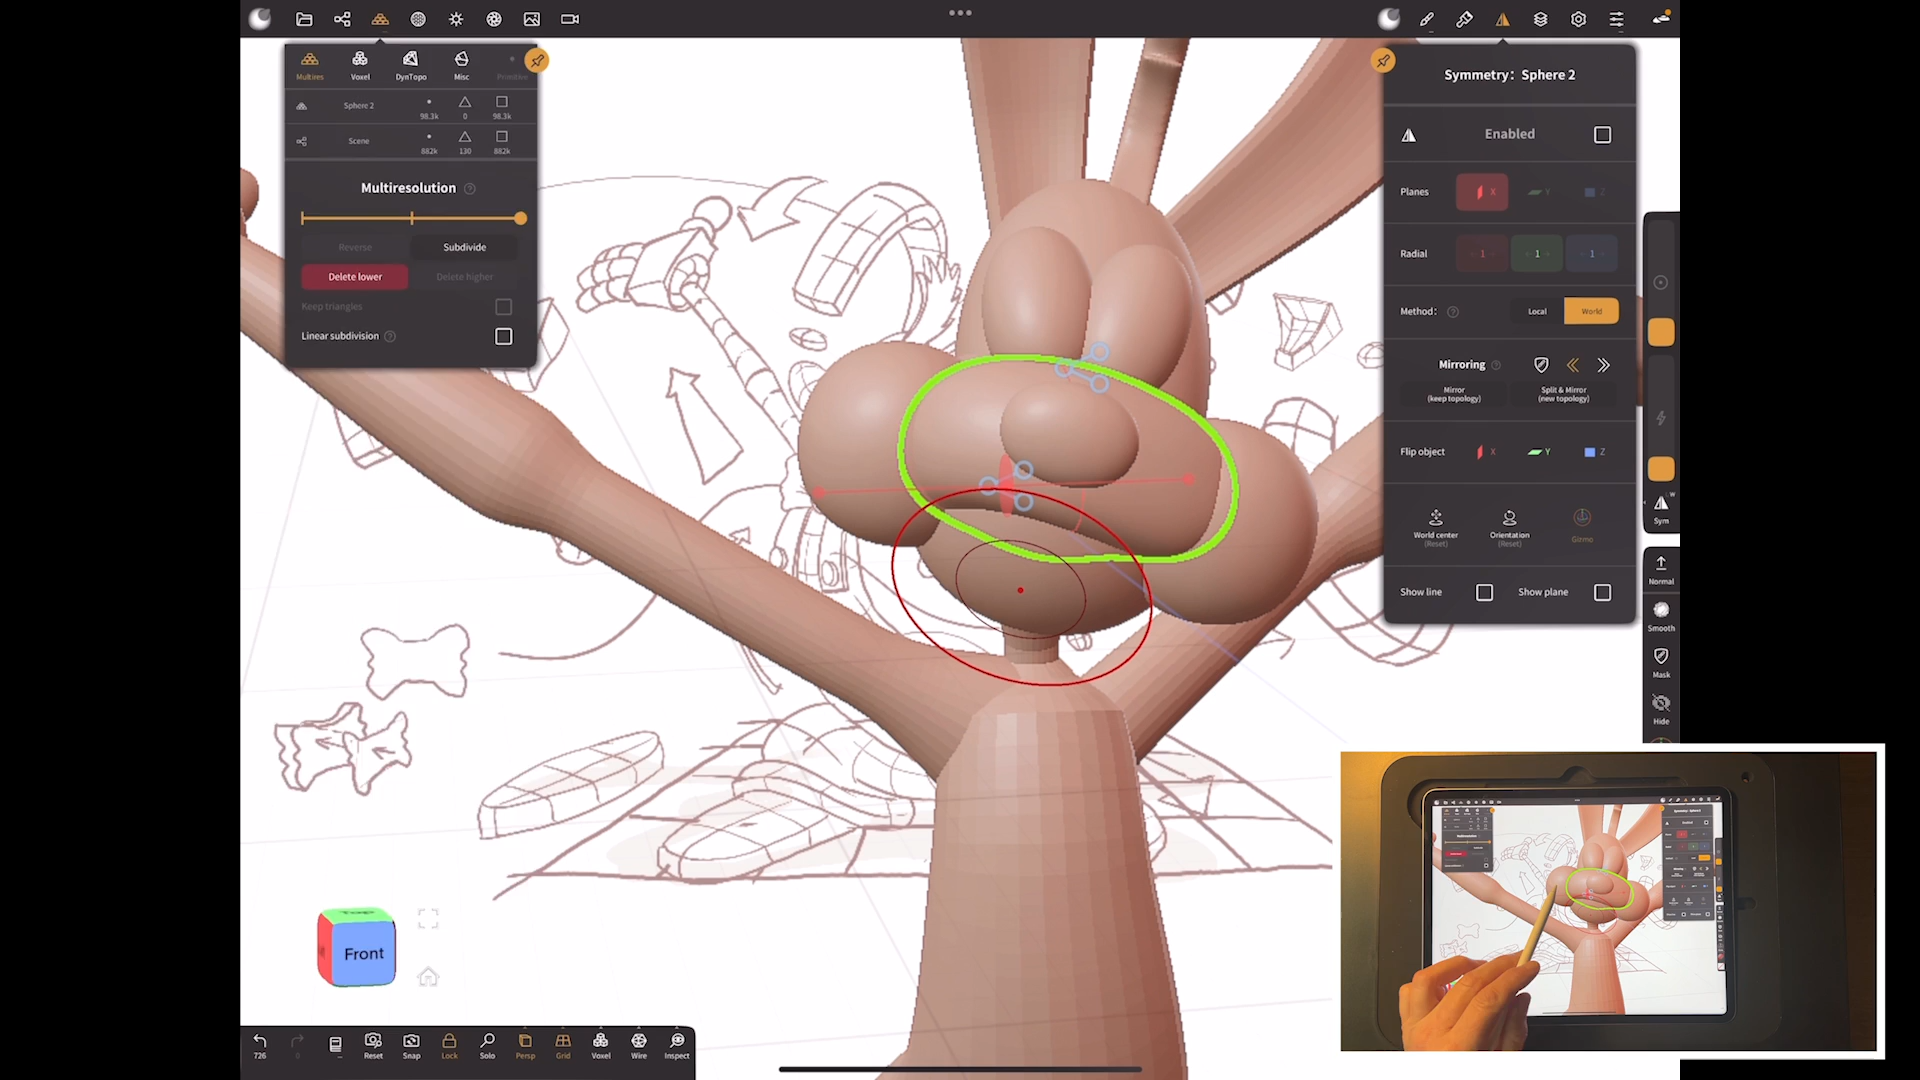 Multires Voxel DynTopo Misc Primitive
Sphere 2 98.3k 0 98.3k
Scene 882k 130 882k
Multiresolution ?
Reverse Subdivide
Delete lower Delete higher
Keep triangles
Linear subdivision ?
Symmetry: Sphere 2
Enabled
Planes X Y Z
Radial 1 1 1
Method: ? Local World
Mirroring ?
Mirror
(keep topology)
Split & Mirror
(new topology)
Flip object X Y Z
World center
(Reset)
Orientation
(Reset)
Gizmo
Show line Show plane
W
Sym
Normal
Smooth
Mask
Hide
Top
Front
726 0 Reset Snap Lock Solo Persp Grid Voxel Wire Inspect